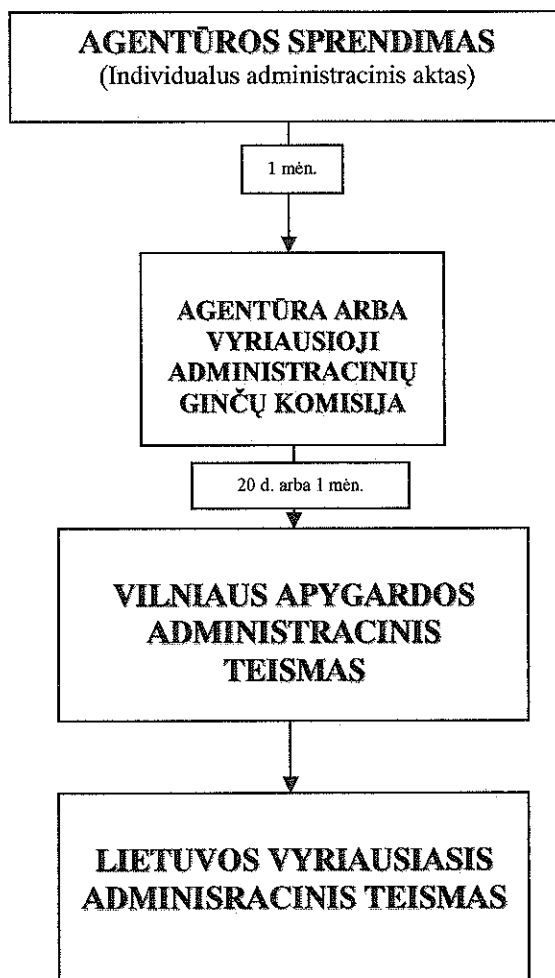 AGENTŪROS SPRENDIMAS
(Individualus administracinis aktas)
1 mėn.
AGENTŪRA ARBA
VYRIAUSIOJI
ADMINISTRACINIŲ
GINČŲ KOMISIJA
20 d. arba 1 mėn.
VILNIAUS APYGARDOS
ADMINISTRACINIS
TEISMAS
LIETUVOS VYRIAUSIASIS
ADMINISRACINIS TEISMAS